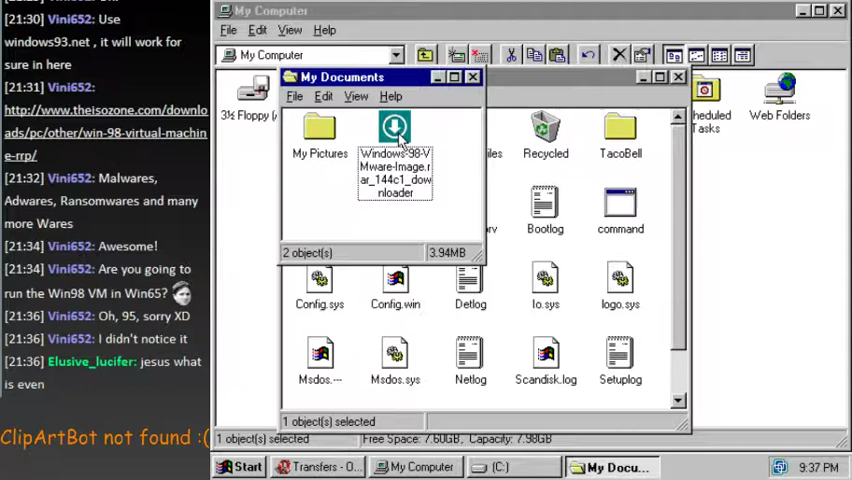 [21:30] Vini652: Use
windows93.net , it will work for
sure in here
[21:31] Vini652:
http://www.theisozone.com/downlo
ads/pc/other/win-98-virtual-machin
e-rrp/
[21:32] Vini652: Malwares,
Adwares, Ransomwares and many
more Wares
[21:34] Vini652: Awesome!
[21:34] Vini652: Are you going to
run the Win98 VM in Win65?
[21:36] Vini652: Oh, 95, sorry XD
[21:36] Vini652: I didn't notice it
[21:36] Elusive_lucifer: jesus what
is even
ClipArtBot not found :(
My Computer
File Edit View Help
My Computer
3½ Floppy (
Scheduled
Tasks
Web Folders
My Documents
File Edit View Help
My Pictures
Windows-98-V
Mware-Image.r
ar_144c1_dow
nloader
2 object(s)
3.94MB
Recycled
TacoBell
Bootlog
command
Config.sys
Config.win
Detlog
Io.sys
logo.sys
Msdos.---
Msdos.sys
Netlog
Scandisk.log
Setuplog
1 object(s) selected
1 object(s) selected
Free Space: 7.60GB, Capacity: 7.98GB
Start
Transfers - O...
My Computer
(C:)
My Docu...
9:37 PM